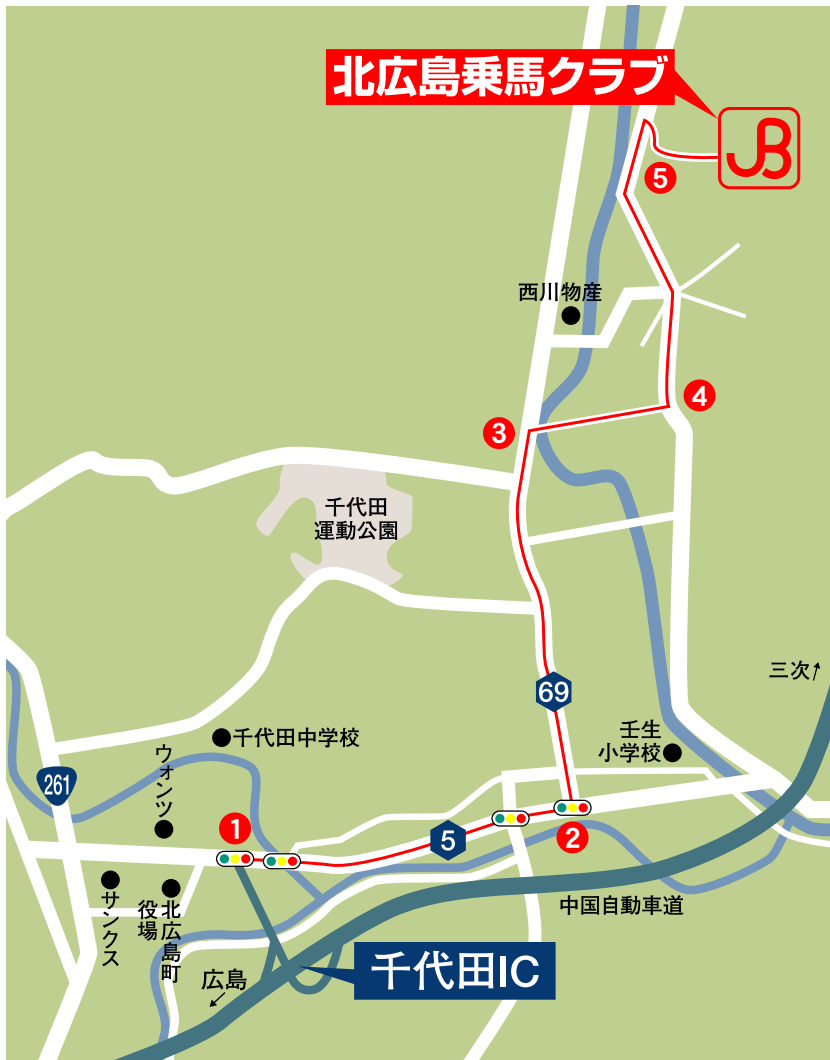 北広島乗馬クラブ
JB
5
西川物産
4
3
千代田
運動公園
69
三次
千代田中学校
壬生
小学校
ウォンツ
261
1
5
2
サンクス
北広島町
役場
中国自動車道
千代田IC
広島